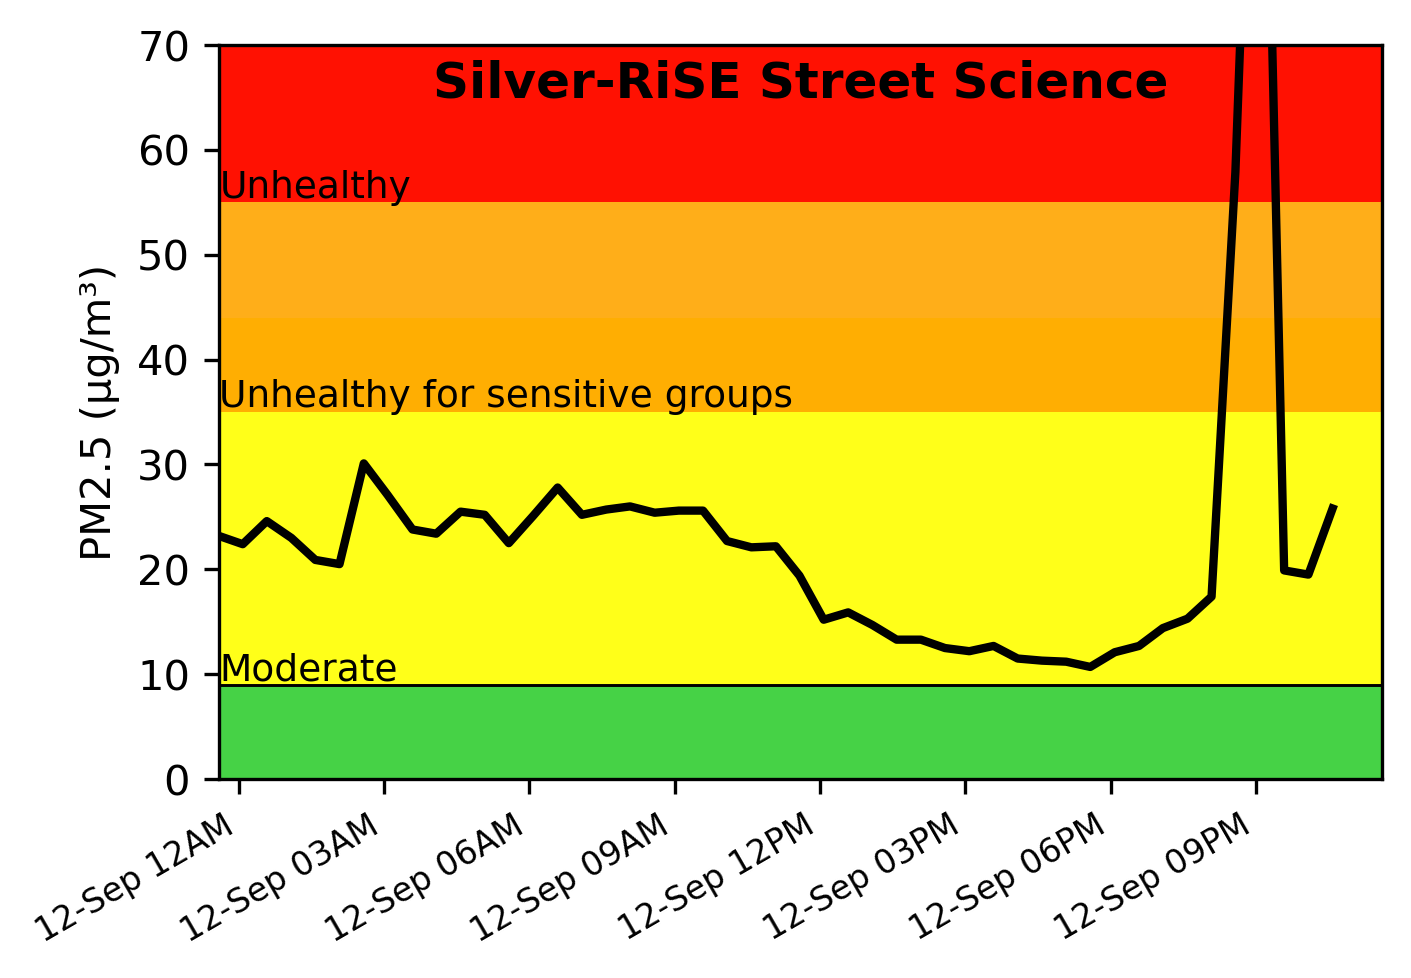 Silver-RiSE Street Science
PM2.5 (µg/m³)
70
60
50
40
30
20
10
0
Unhealthy
Unhealthy for sensitive groups
Moderate
12-Sep 12AM
12-Sep 03AM
12-Sep 06AM
12-Sep 09AM
12-Sep 12PM
12-Sep 03PM
12-Sep 06PM
12-Sep 09PM